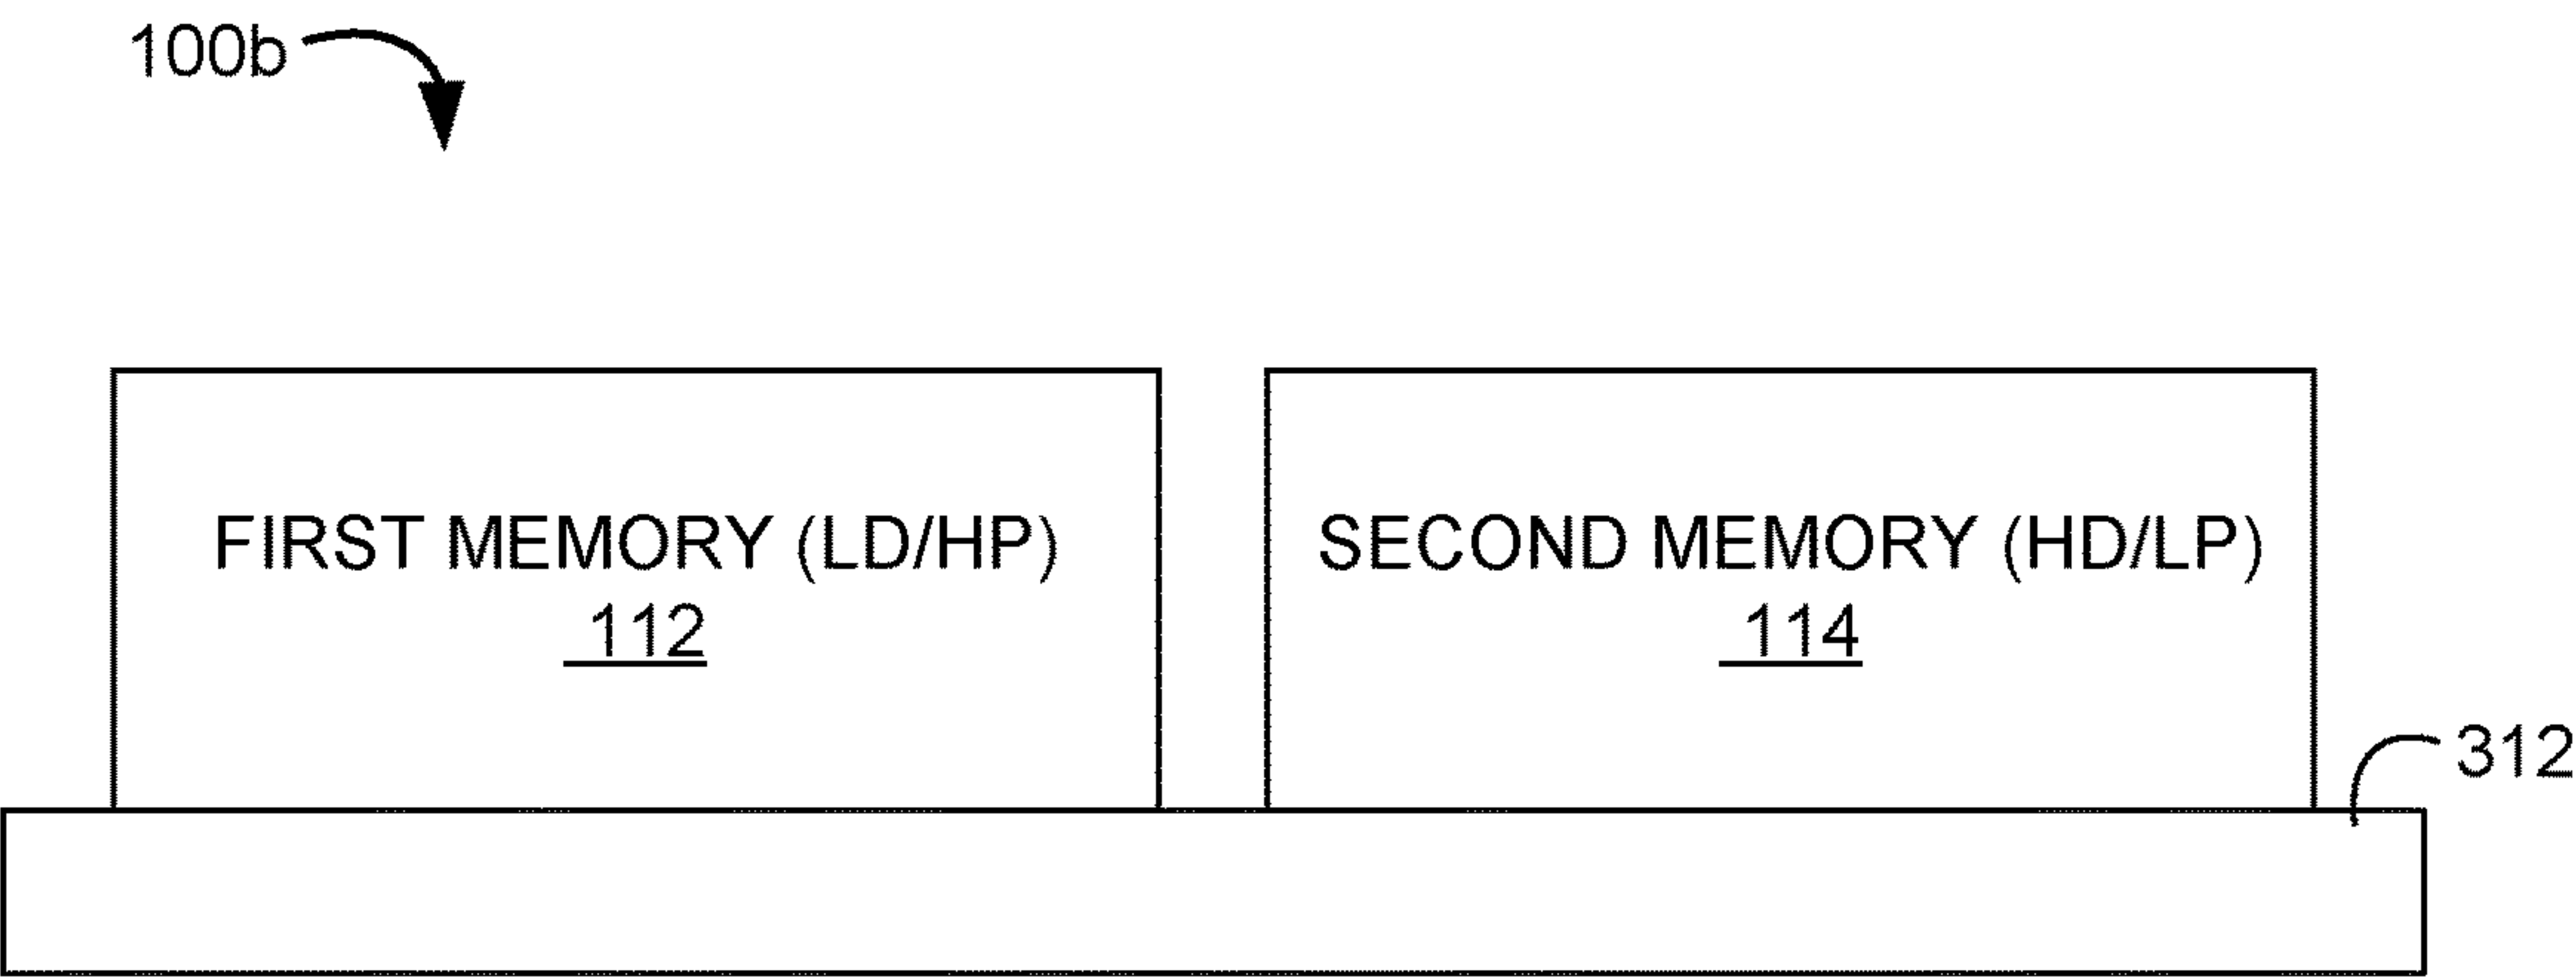 100b
FIRST MEMORY (LD/HP)
112
SECOND MEMORY (HD/LP)
114
312